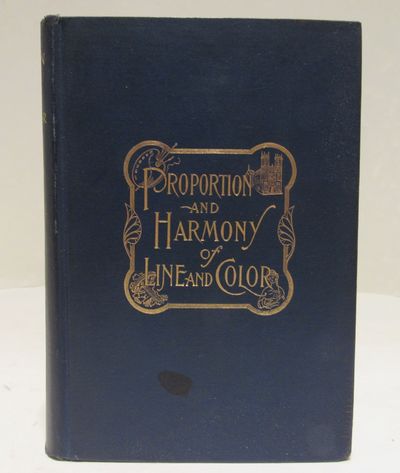 PROPORTION
AND
HARMONY
of
LINE AND COLOR